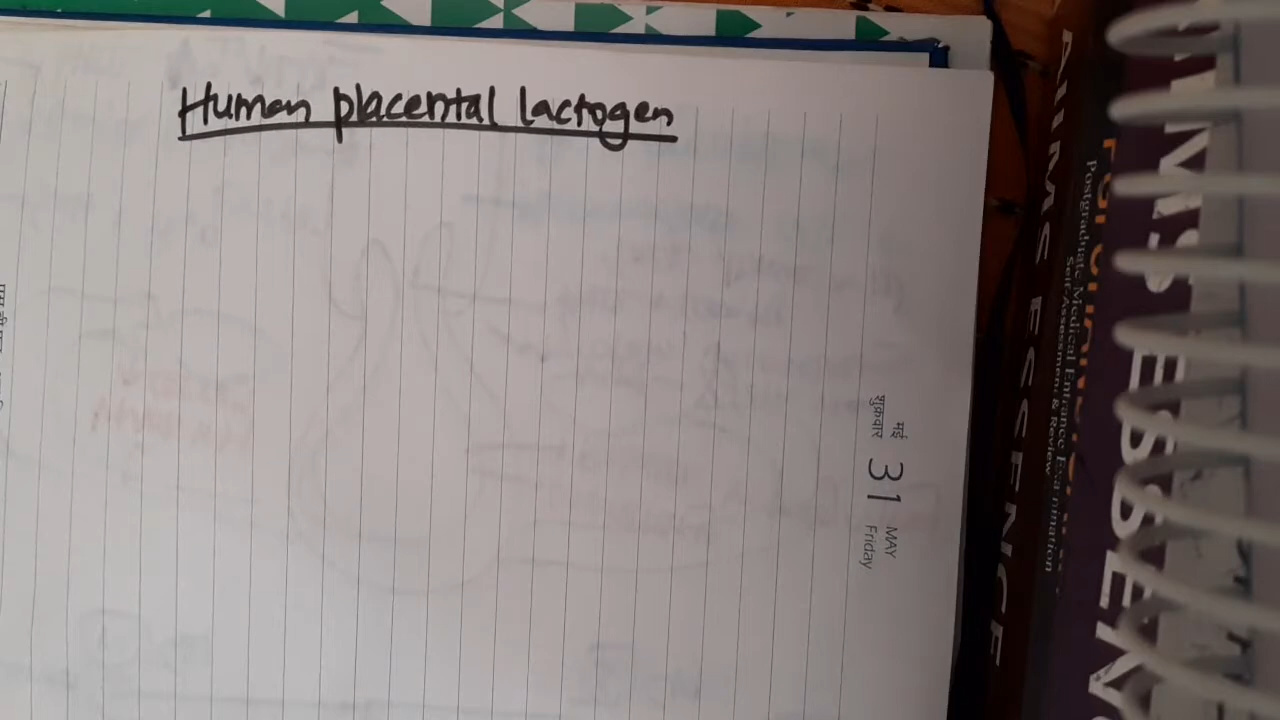 Human placental lactogen
मई
शुक्रवार
31
MAY
Friday
AIIMS ESSENCE
Postgraduate Medical Entrance Examination
Self-Assessment & Review